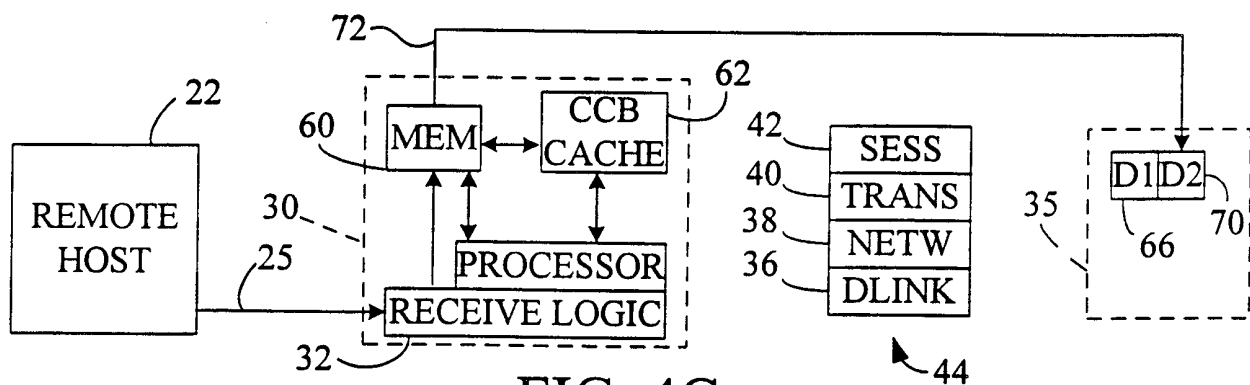 72
22
REMOTE
HOST
25
30
60
MEM
CCB
CACHE
62
PROCESSOR
RECEIVE LOGIC
32
42
SESS
40
TRANS
38
NETW
36
DLINK
44
35
D1 D2
66
70
FIG. 4C